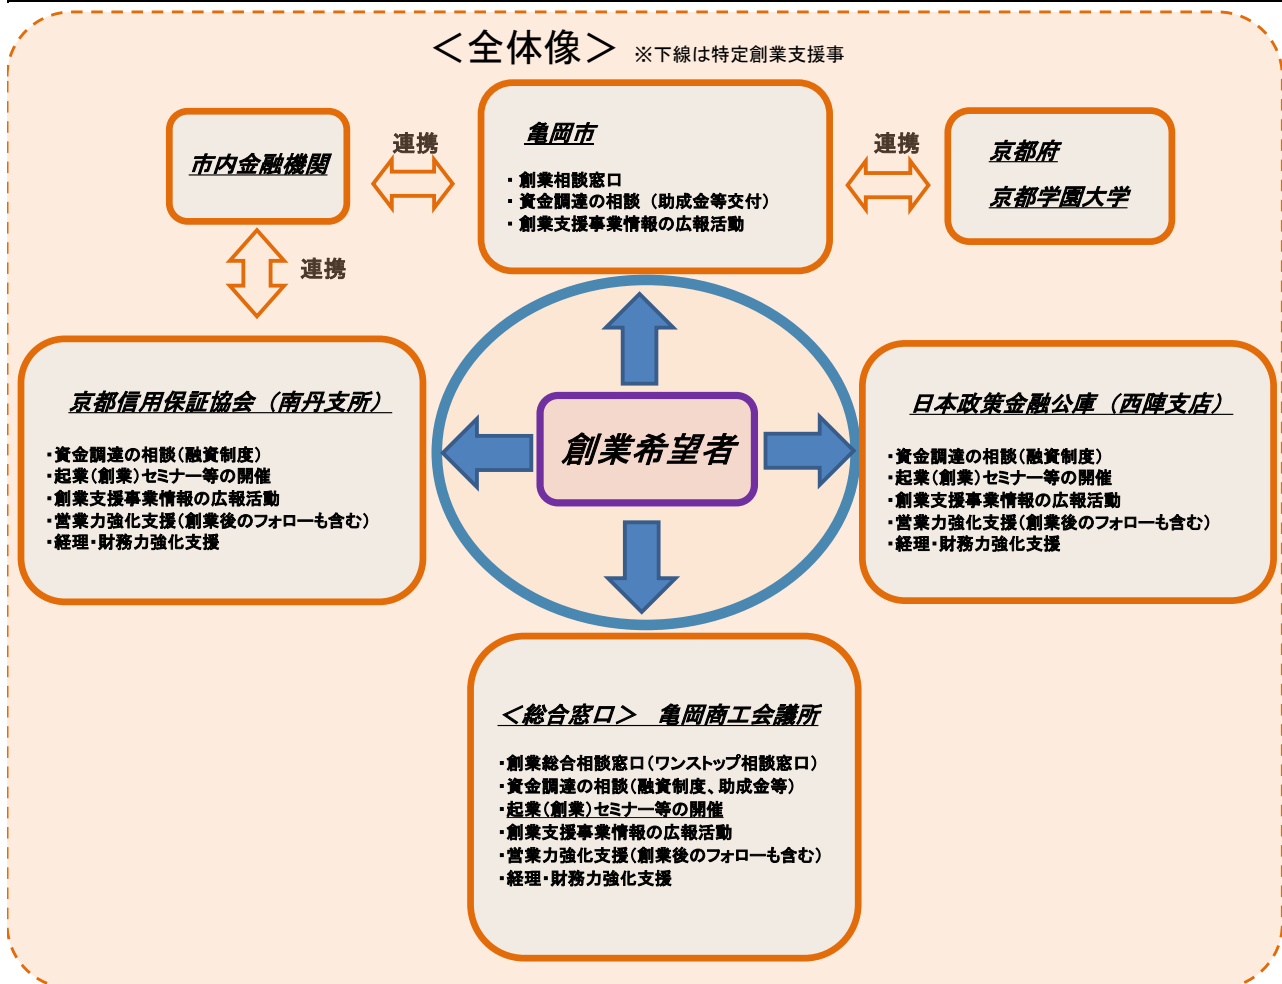 ＜全体像＞ ※下線は特定創業支援事
市内金融機関
連携
亀岡市
・ 創業相談窓口
・ 資金調達の相談 （助成金等交付）
・ 創業支援事業情報の広報活動
連携
京都府
京都学園大学
連携
京都信用保証協会（南丹支所）
・資金調達の相談（融資制度）
・起業（創業）セミナー等の開催
・創業支援事業情報の広報活動
・営業力強化支援（創業後のフォローも含む）
・経理・財務力強化支援
創業希望者
日本政策金融公庫（西陣支店）
・資金調達の相談（融資制度）
・起業（創業）セミナー等の開催
・創業支援事業情報の広報活動
・営業力強化支援（創業後のフォローも含む）
・経理・財務力強化支援
＜総合窓口＞　亀岡商工会議所
・創業総合相談窓口（ワンストップ相談窓口）
・資金調達の相談（融資制度、助成金等）
・起業（創業）セミナー等の開催
・創業支援事業情報の広報活動
・営業力強化支援（創業後のフォローも含む）
・経理・財務力強化支援